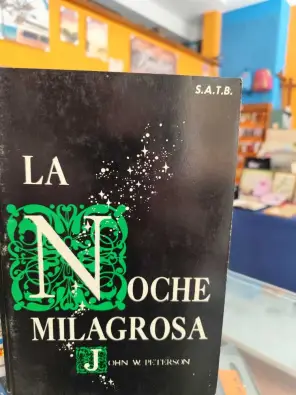 S.A.T.B.
LA
NOCHE
MILAGROSA
JOHN W. PETERSON